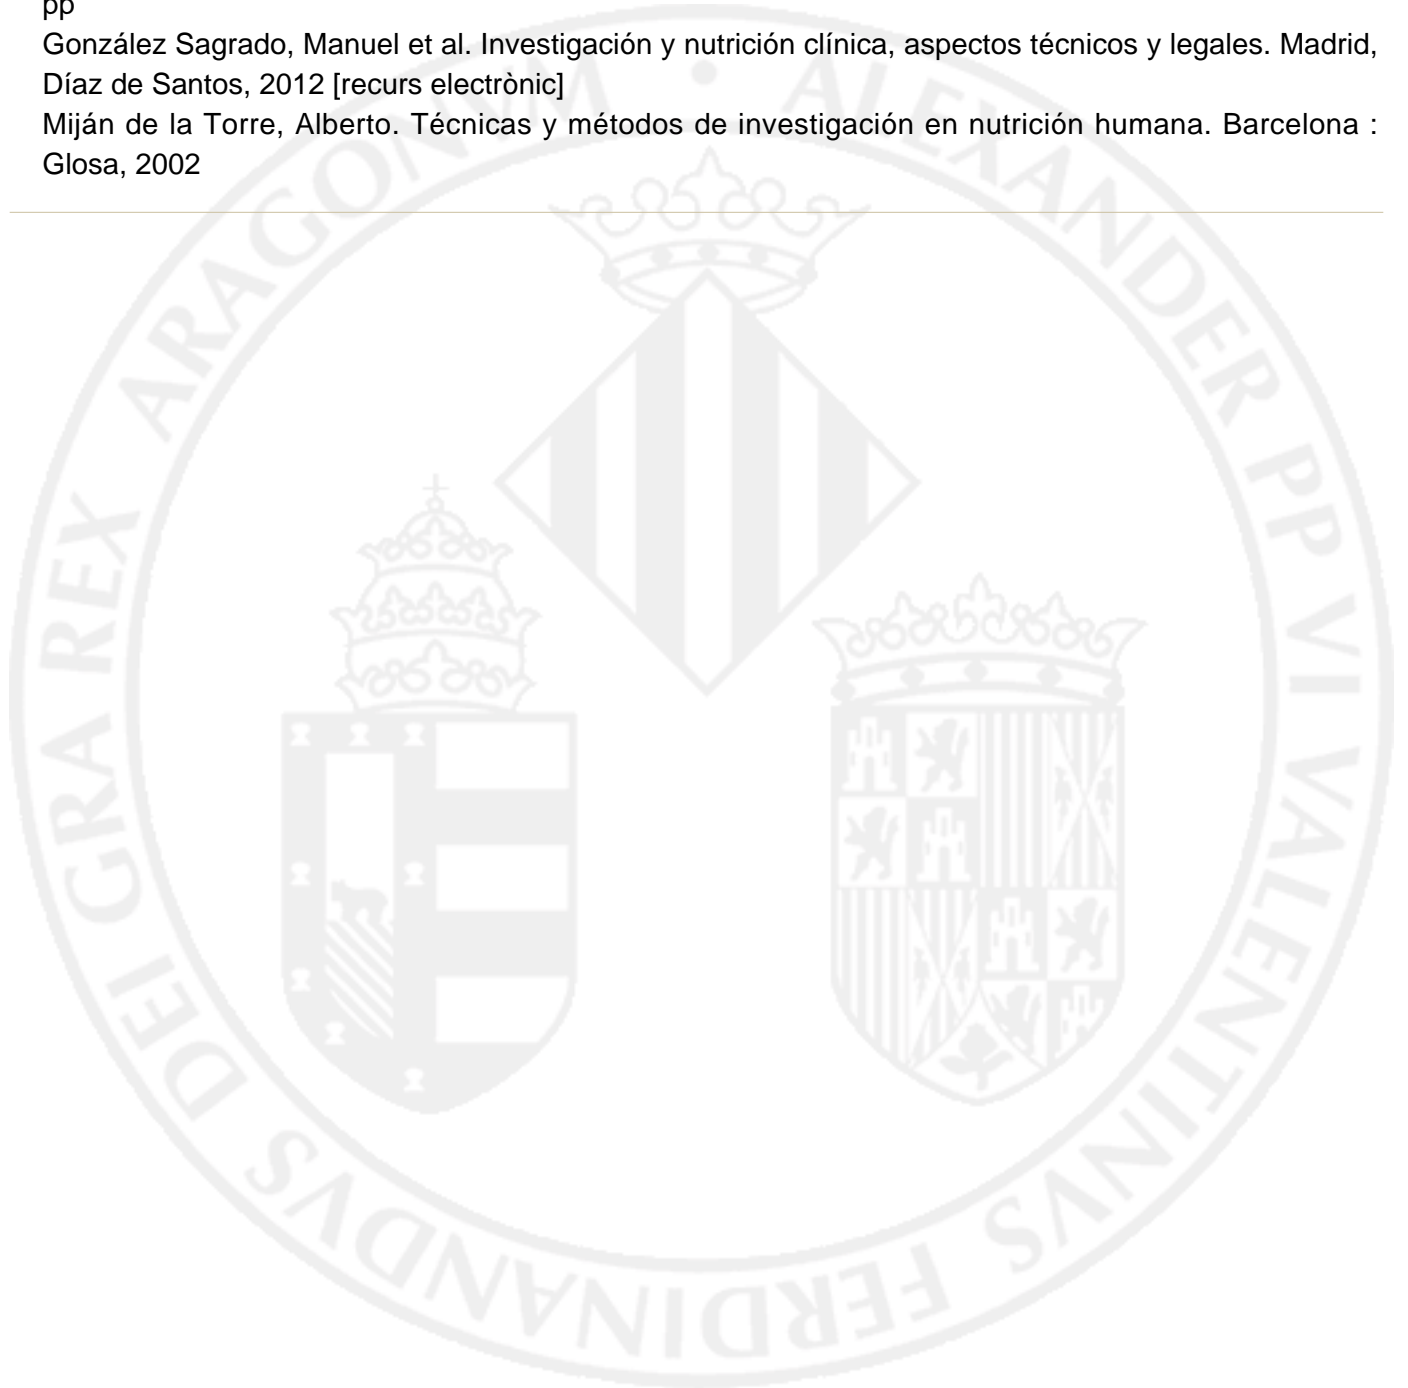 pp
González Sagrado, Manuel et al. Investigación y nutrición clínica, aspectos técnicos y legales. Madrid,
Díaz de Santos, 2012 [recurs electrònic]
Miján de la Torre, Alberto. Técnicas y métodos de investigación en nutrición humana. Barcelona :
Glosa, 2002
ALEXANDER PP VI VALENTINVS FERDINANDVS DEI GRA REX ARAGONVM